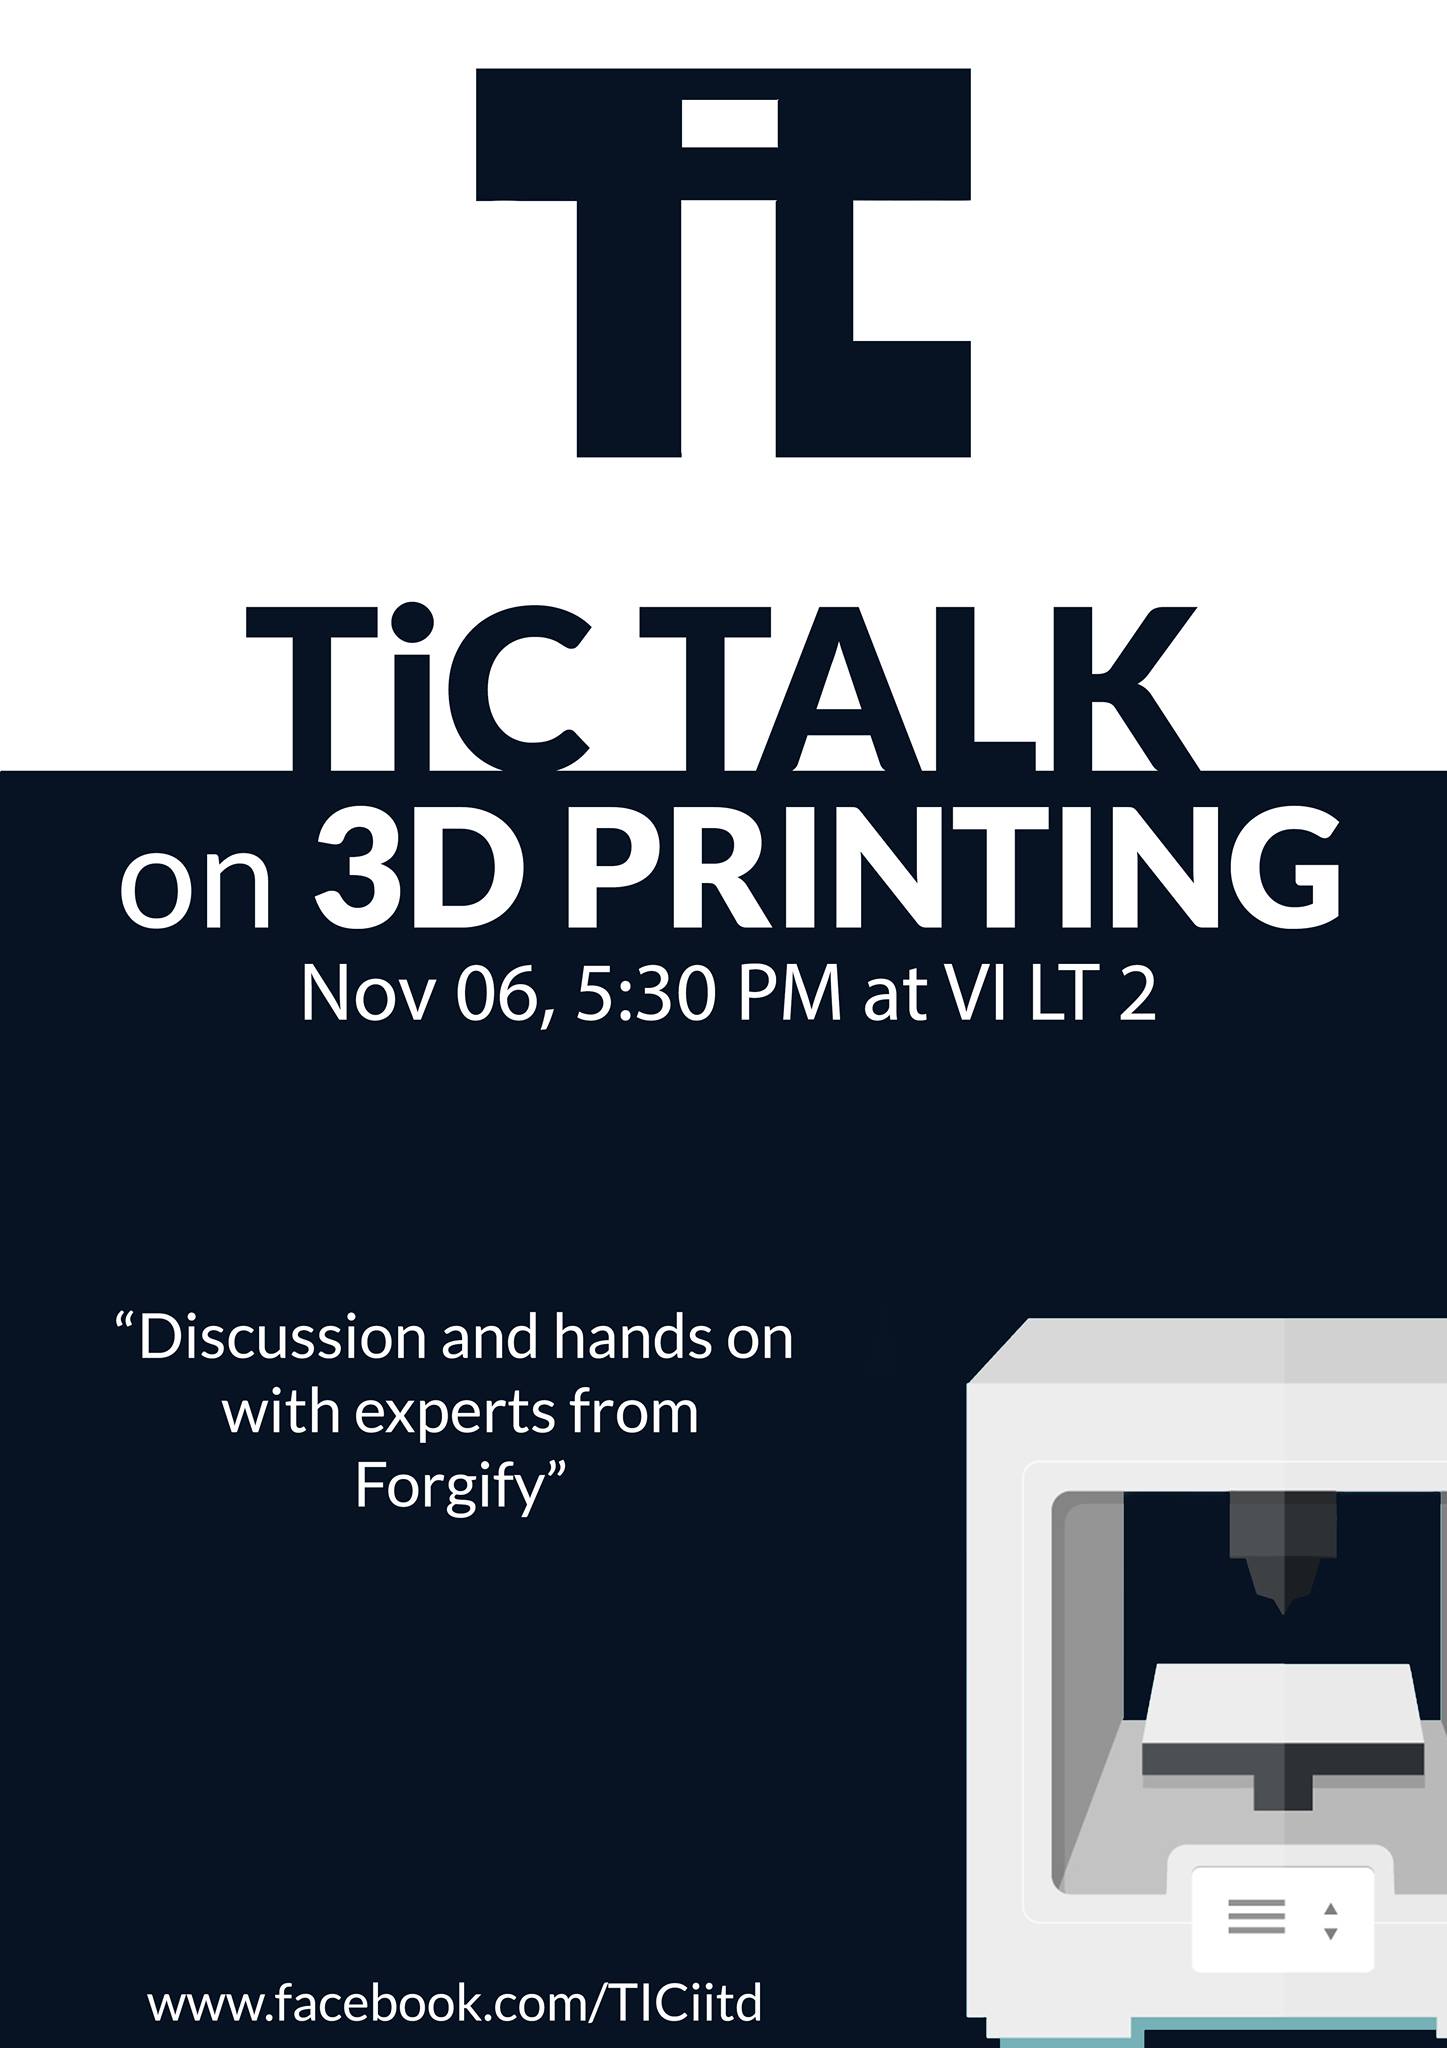 TiC
TiC TALK
on 3D PRINTING
Nov 06, 5:30 PM at VI LT 2
“Discussion and hands on
with experts from
Forgify”
www.facebook.com/TICiitd